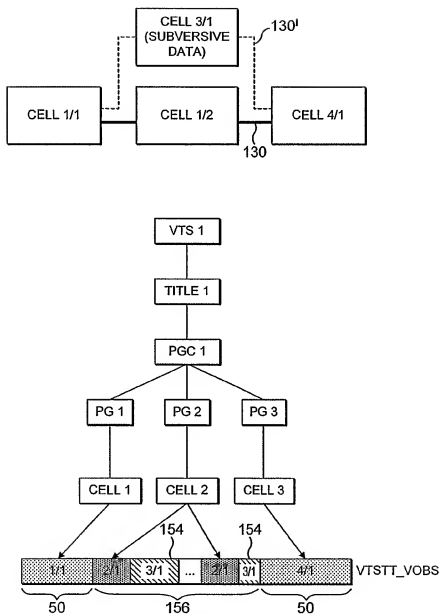 CELL 3/1
(SUBVERSIVE
DATA)
130'
CELL 1/1
CELL 1/2
CELL 4/1
130
VTS 1
TITLE 1
PGC 1
PG 1
PG 2
PG 3
CELL 1
CELL 2
CELL 3
154
154
1/1
2/1
3/1
...
2/1
3/1
4/1
VTSTT_VOBS
50
156
50